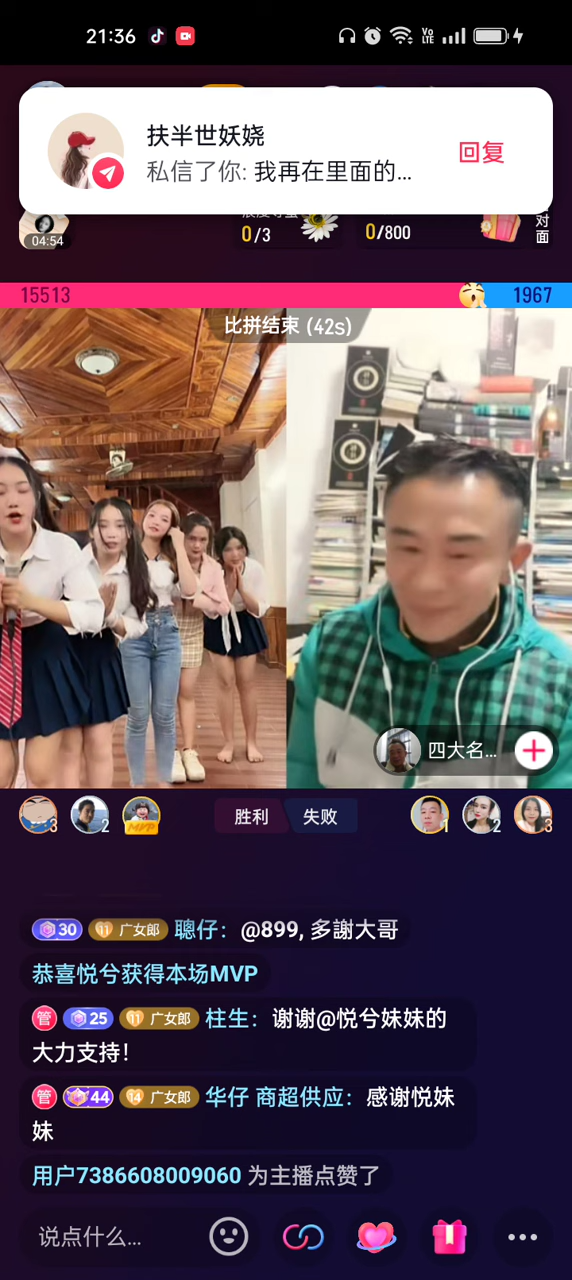 21:36
Vo
LTE
扶半世妖娆
私信了你: 我再在里面的...
回复
04:54
0/3
0/800
对面
15513
1967
比拼结束 (42s)
四大名...
3
2
MVP
胜利
失败
1
2
3
30 11 广女郎 聰仔： @899, 多謝大哥
恭喜悦兮获得本场MVP
管 25 11 广女郎 柱生： 谢谢@悦兮妹妹的
大力支持！
管 44 14 广女郎 华仔 商超供应： 感谢悦妹
妹
用户7386608009060 为主播点赞了
说点什么...